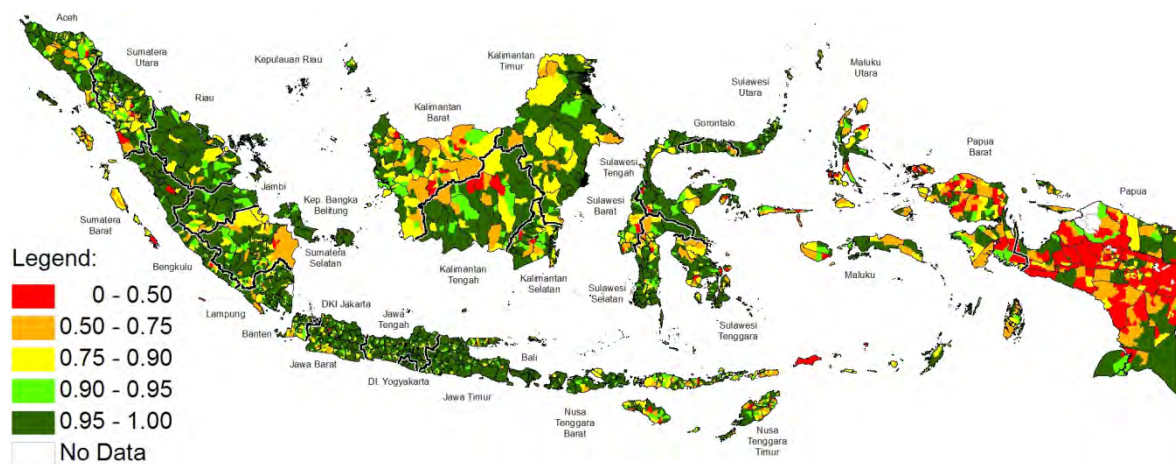 Aceh
Sumatera
Utara
Riau
Kepulauan Riau
Kalimantan
Timur
Kalimantan
Barat
Sulawesi
Utara
Gorontalo
Maluku
Utara
Papua
Barat
Papua
Jambi
Kep. Bangka
Belitung
Sulawesi
Tengah
Sulawesi
Barat
Sumatera
Barat
Sumatera
Selatan
Bengkulu
Lampung
Kalimantan
Tengah
Kalimantan
Selatan
Sulawesi
Selatan
Sulawesi
Tenggara
Maluku
DKI Jakarta
Banten
Jawa
Tengah
Jawa Barat
DI. Yogyakarta
Jawa Timur
Bali
Nusa
Tenggara
Barat
Nusa
Tenggara
Timur
Legend:
0 - 0.50
0.50 - 0.75
0.75 - 0.90
0.90 - 0.95
0.95 - 1.00
No Data